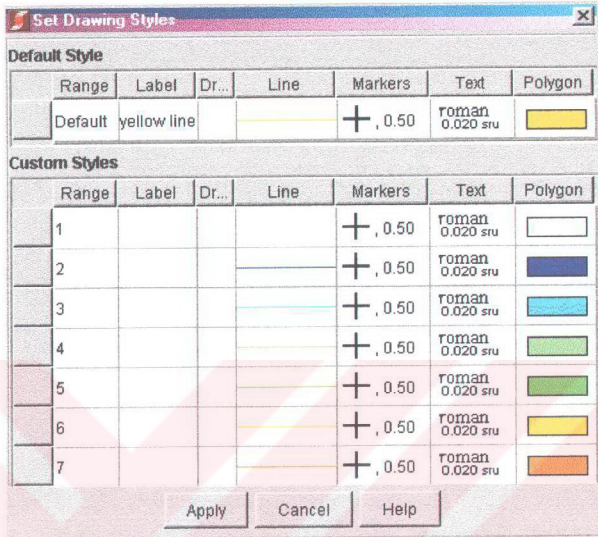 Set Drawing Styles
Default Style
Range Label Dr... Line Markers Text Polygon
Default yellow line , 0.50 roman
0.020 sru
Custom Styles
Range Label Dr... Line Markers Text Polygon
1 , 0.50 roman
0.020 sru
2 , 0.50 roman
0.020 sru
3 , 0.50 roman
0.020 sru
4 , 0.50 roman
0.020 sru
5 , 0.50 roman
0.020 sru
6 , 0.50 roman
0.020 sru
7 , 0.50 roman
0.020 sru
Apply Cancel Help